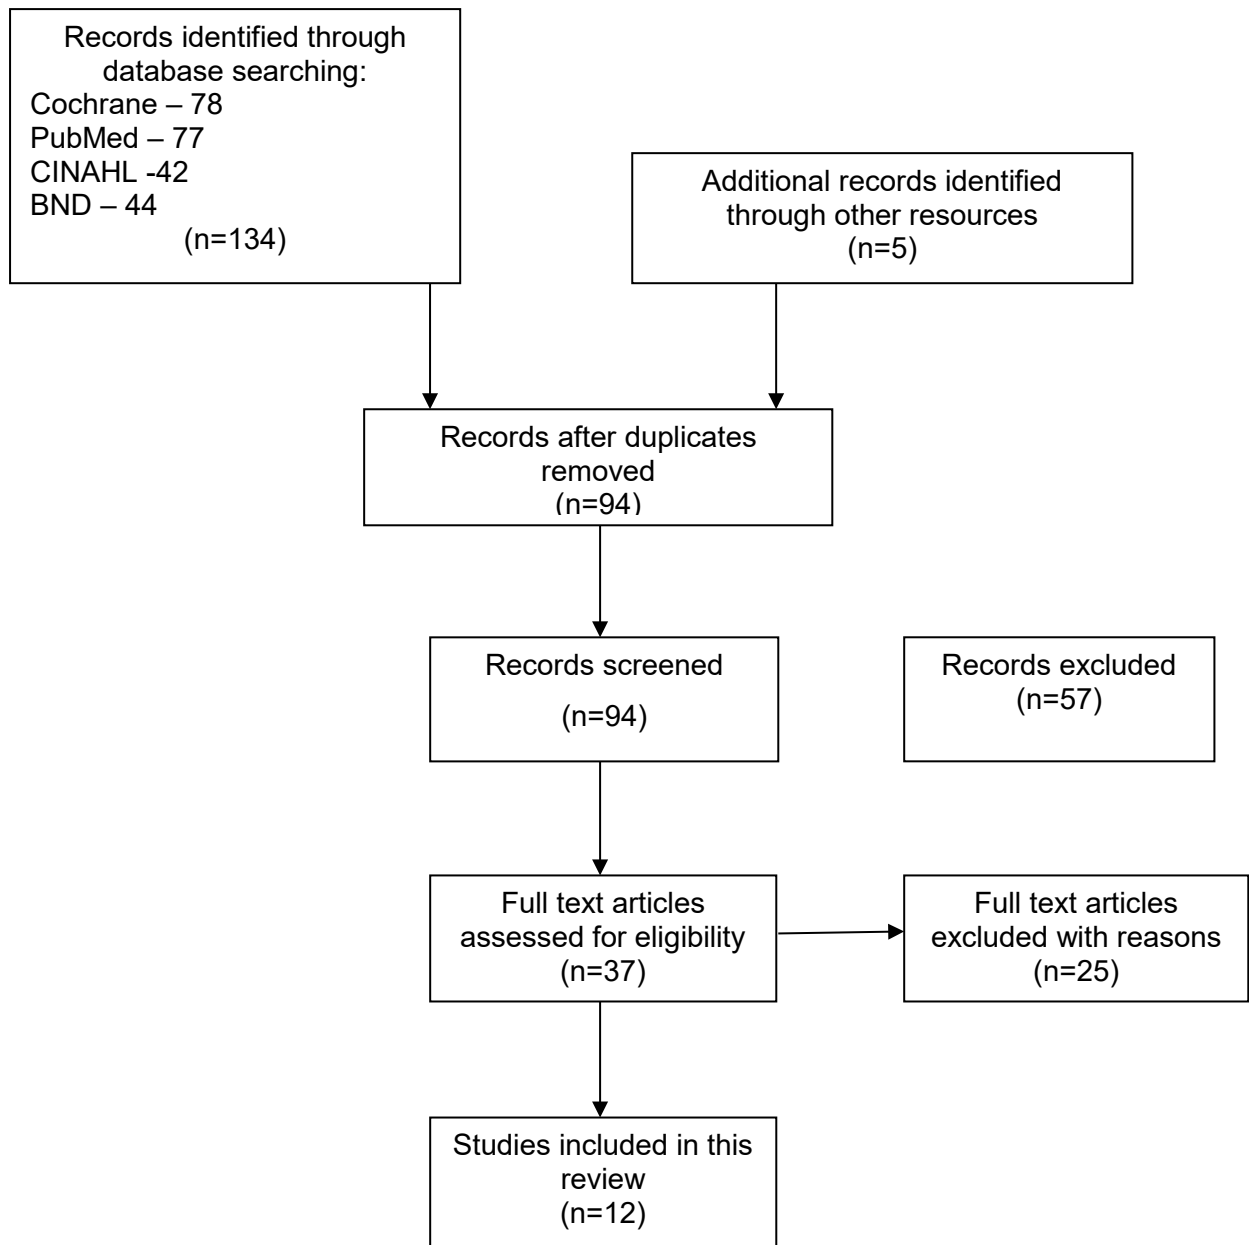 Records identified through
database searching:
Cochrane – 78
PubMed – 77
CINAHL -42
BND – 44
(n=134)
Additional records identified
through other resources
(n=5)
Records after duplicates
removed
(n=94)
Records screened
(n=94)
Records excluded
(n=57)
Full text articles
assessed for eligibility
(n=37)
Full text articles
excluded with reasons
(n=25)
Studies included in this
review
(n=12)